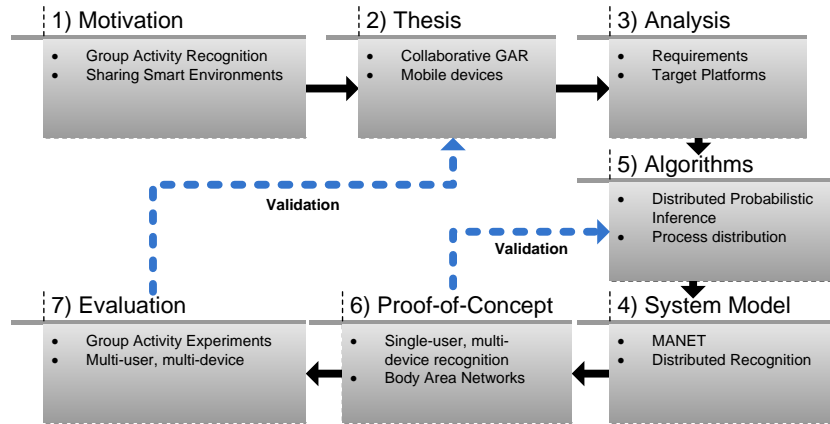 1) Motivation
• Group Activity Recognition
• Sharing Smart Environments
2) Thesis
• Collaborative GAR
• Mobile devices
3) Analysis
• Requirements
• Target Platforms
5) Algorithms
• Distributed Probabilistic
Inference
• Process distribution
Validation
Validation
7) Evaluation
• Group Activity Experiments
• Multi-user, multi-device
6) Proof-of-Concept
• Single-user, multi-
device recognition
• Body Area Networks
4) System Model
• MANET
• Distributed Recognition